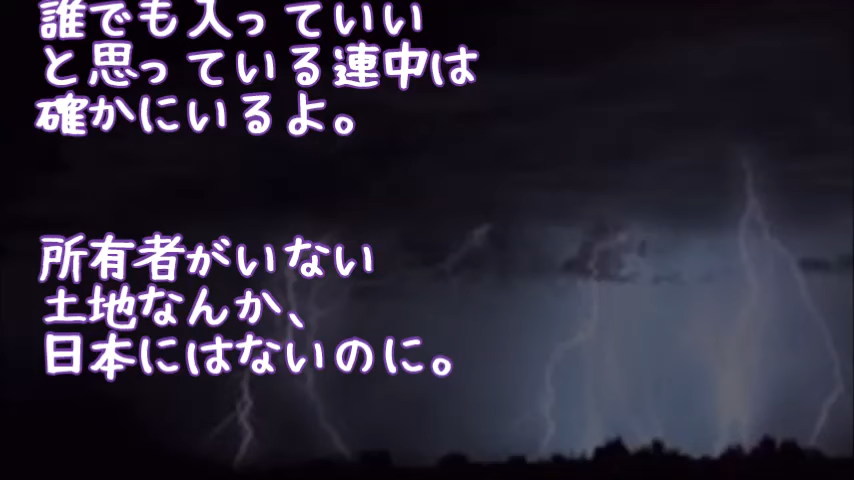 誰でも入っていい
と思っている連中は
確かにいるよ。
所有者がいない
土地なんか、
日本にはないのに。